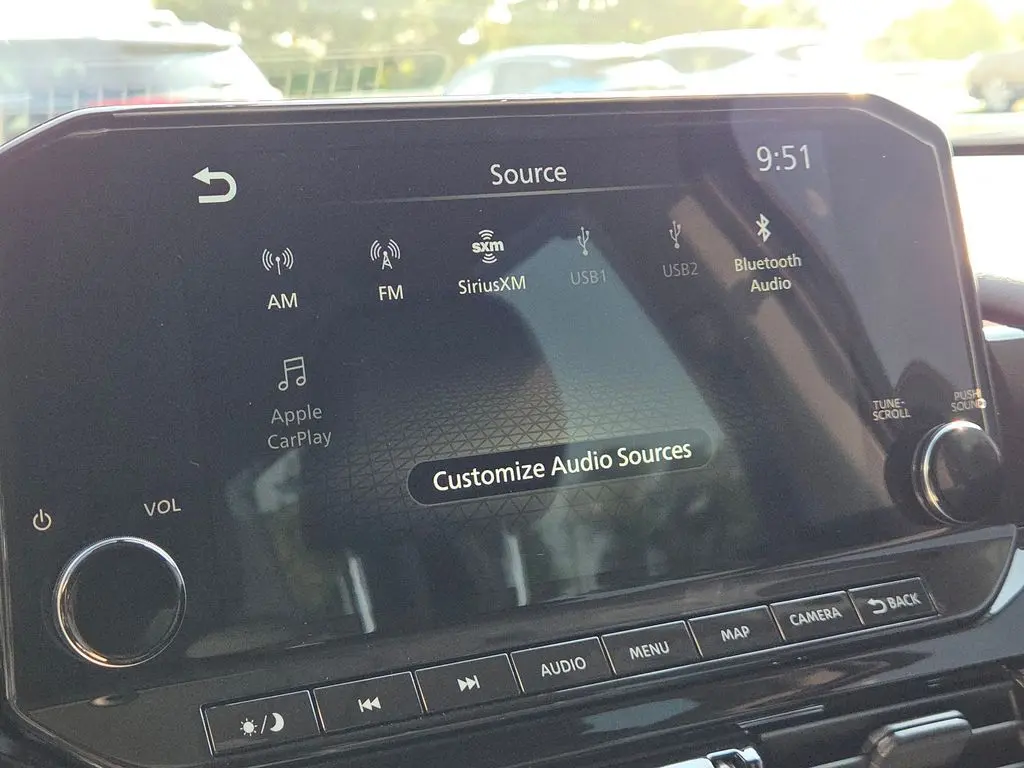 Source
9:51
AM
FM
sxm
SiriusXM
USB1
USB2
Bluetooth
Audio
Apple
CarPlay
Customize Audio Sources
TUNE-
SCROLL
PUSH
SOUND
VOL
AUDIO
MENU
MAP
CAMERA
BACK